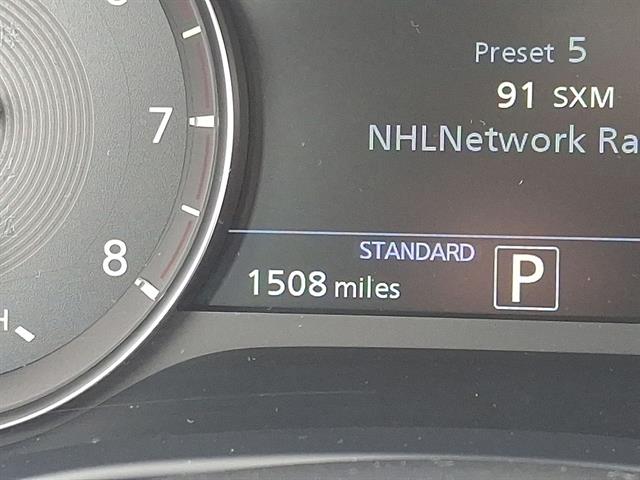 Preset 5
91 SXM
NHLNetwork Ra
7
STANDARD
8
1508 miles
P
H